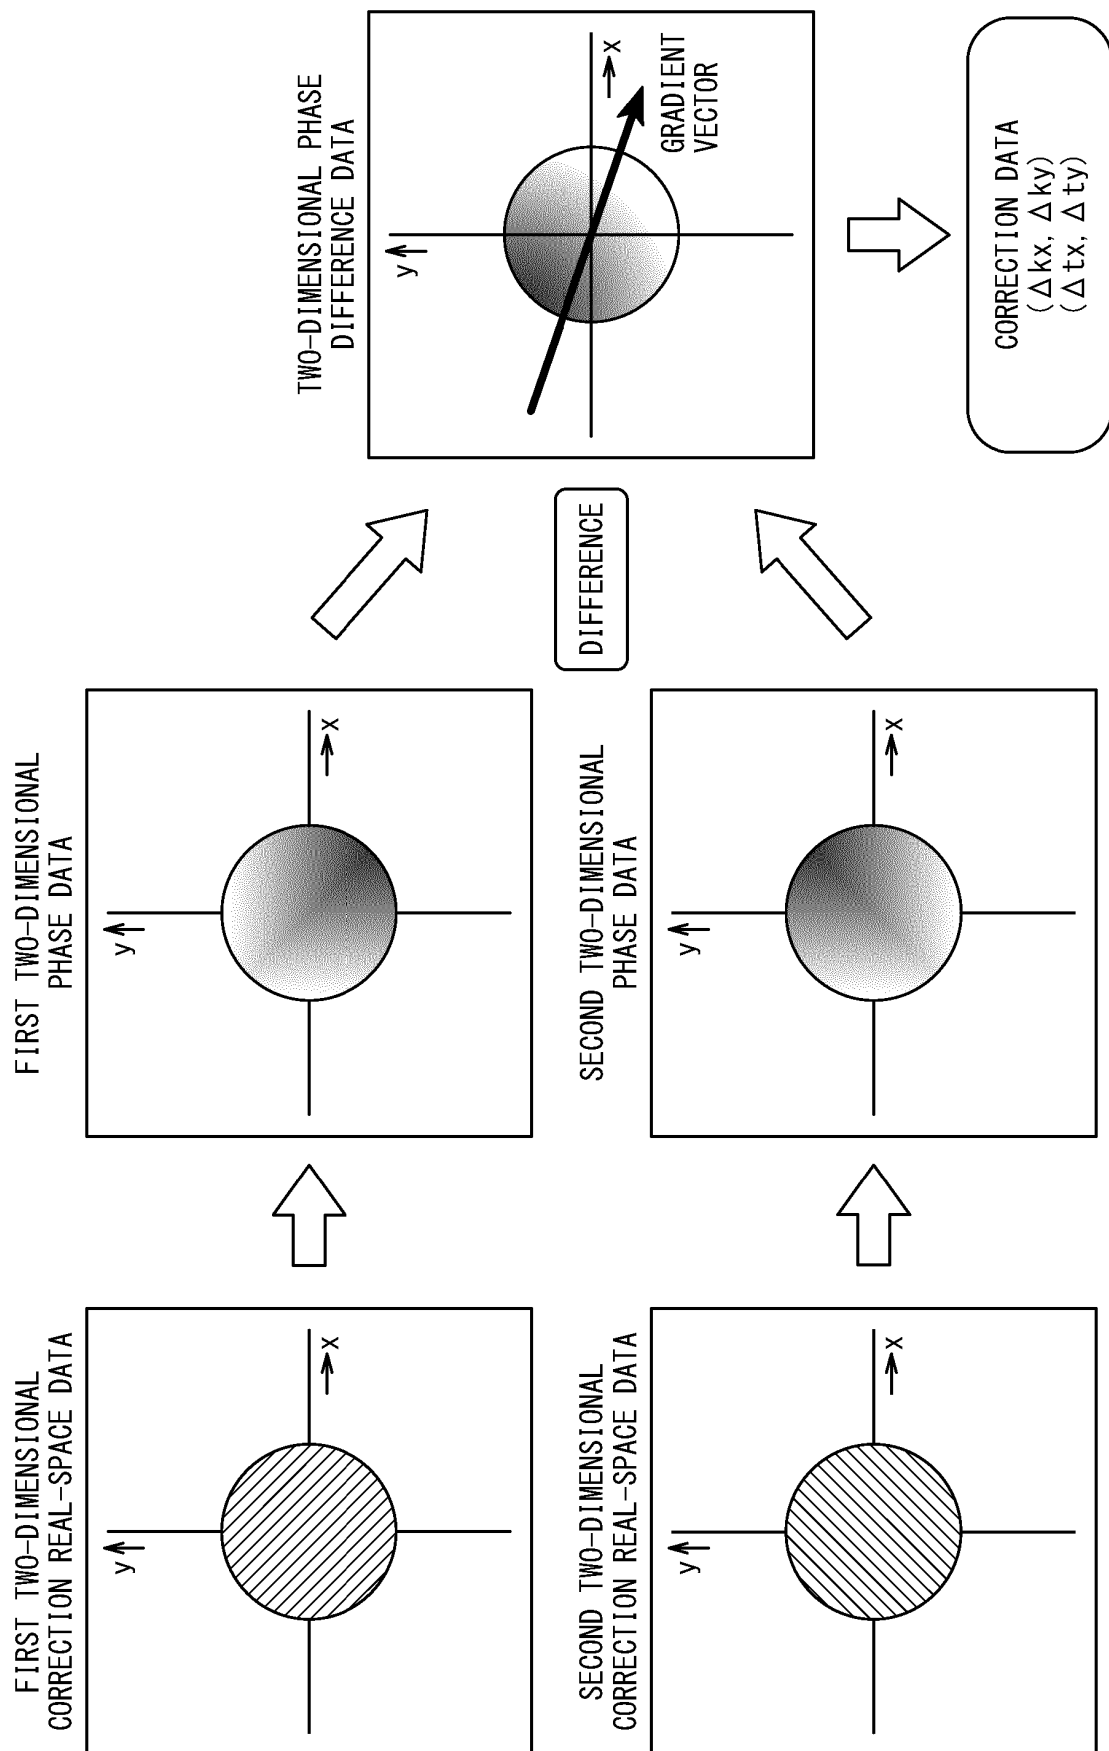 FIRST TWO-DIMENSIONAL
CORRECTION REAL-SPACE DATA
y
x
FIRST TWO-DIMENSIONAL
PHASE DATA
y
x
SECOND TWO-DIMENSIONAL
CORRECTION REAL-SPACE DATA
y
x
SECOND TWO-DIMENSIONAL
PHASE DATA
y
x
DIFFERENCE
TWO-DIMENSIONAL PHASE
DIFFERENCE DATA
y
x
GRADIENT
VECTOR
CORRECTION DATA
(Δkx, Δky)
(Δtx, Δty)